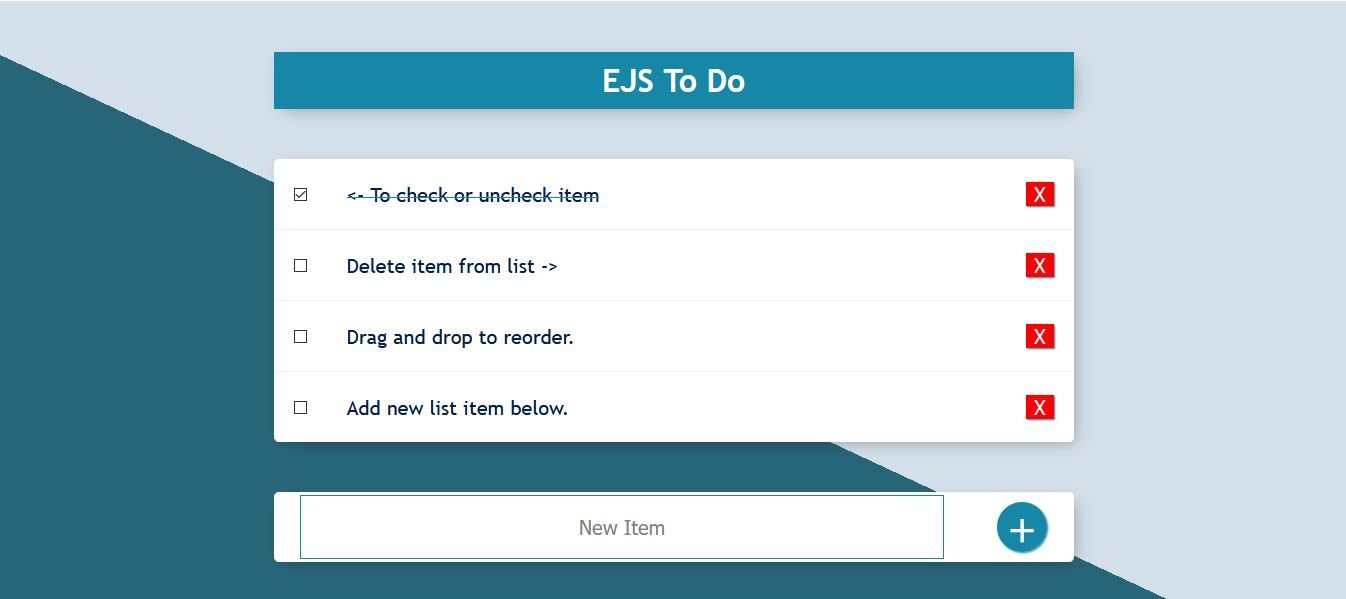 EJS To Do
<- To check or uncheck item X
Delete item from list -> X
Drag and drop to reorder. X
Add new list item below. X
New Item +